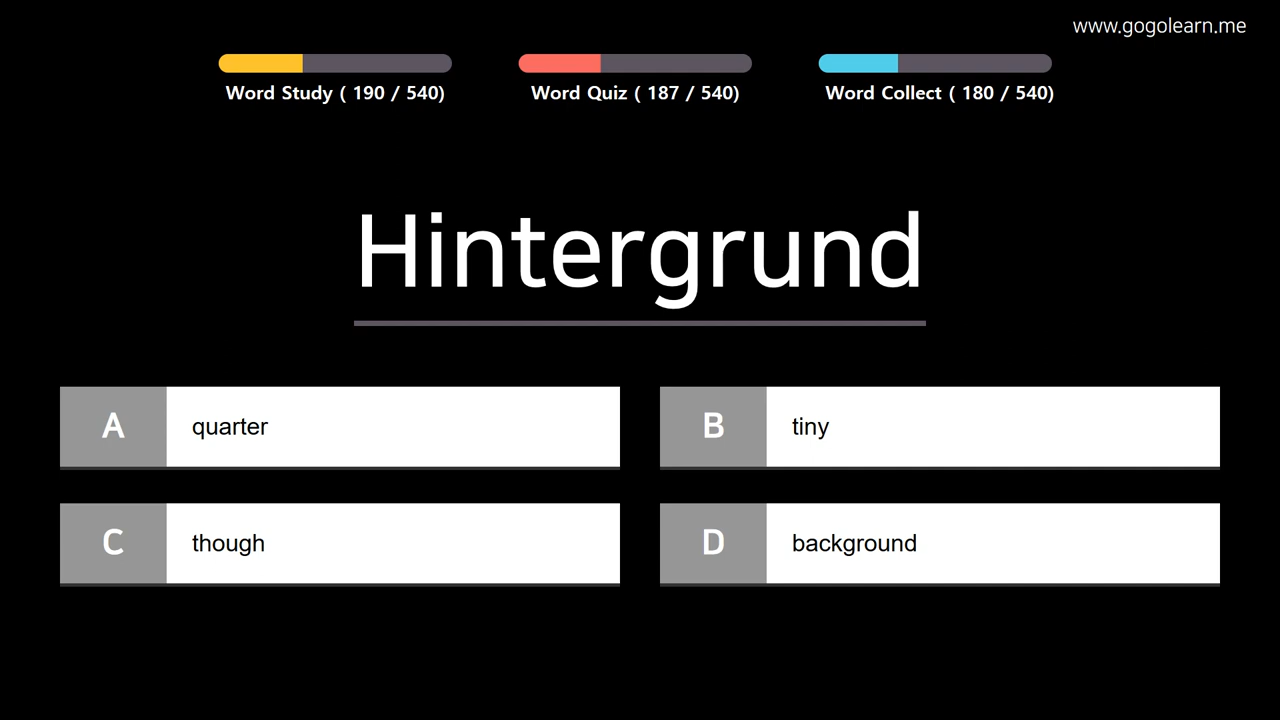 www.gogolearn.me
Word Study ( 190 / 540)
Word Quiz ( 187 / 540)
Word Collect ( 180 / 540)
Hintergrund
A quarter
B tiny
C though
D background